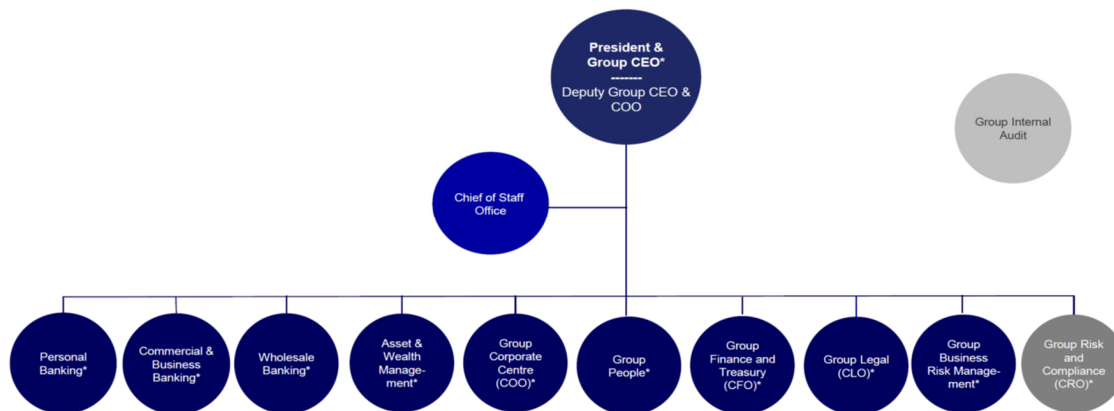 President &
Group CEO*
-------
Deputy Group CEO &
COO
Group Internal
Audit
Chief of Staff
Office
Personal
Banking*
Commercial &
Business
Banking*
Wholesale
Banking*
Asset &
Wealth
Manage-
ment*
Group
Corporate
Centre
(COO)*
Group
People*
Group
Finance and
Treasury
(CFO)*
Group Legal
(CLO)*
Group
Business
Risk Manage-
ment*
Group Risk
and
Compliance
(CRO)*